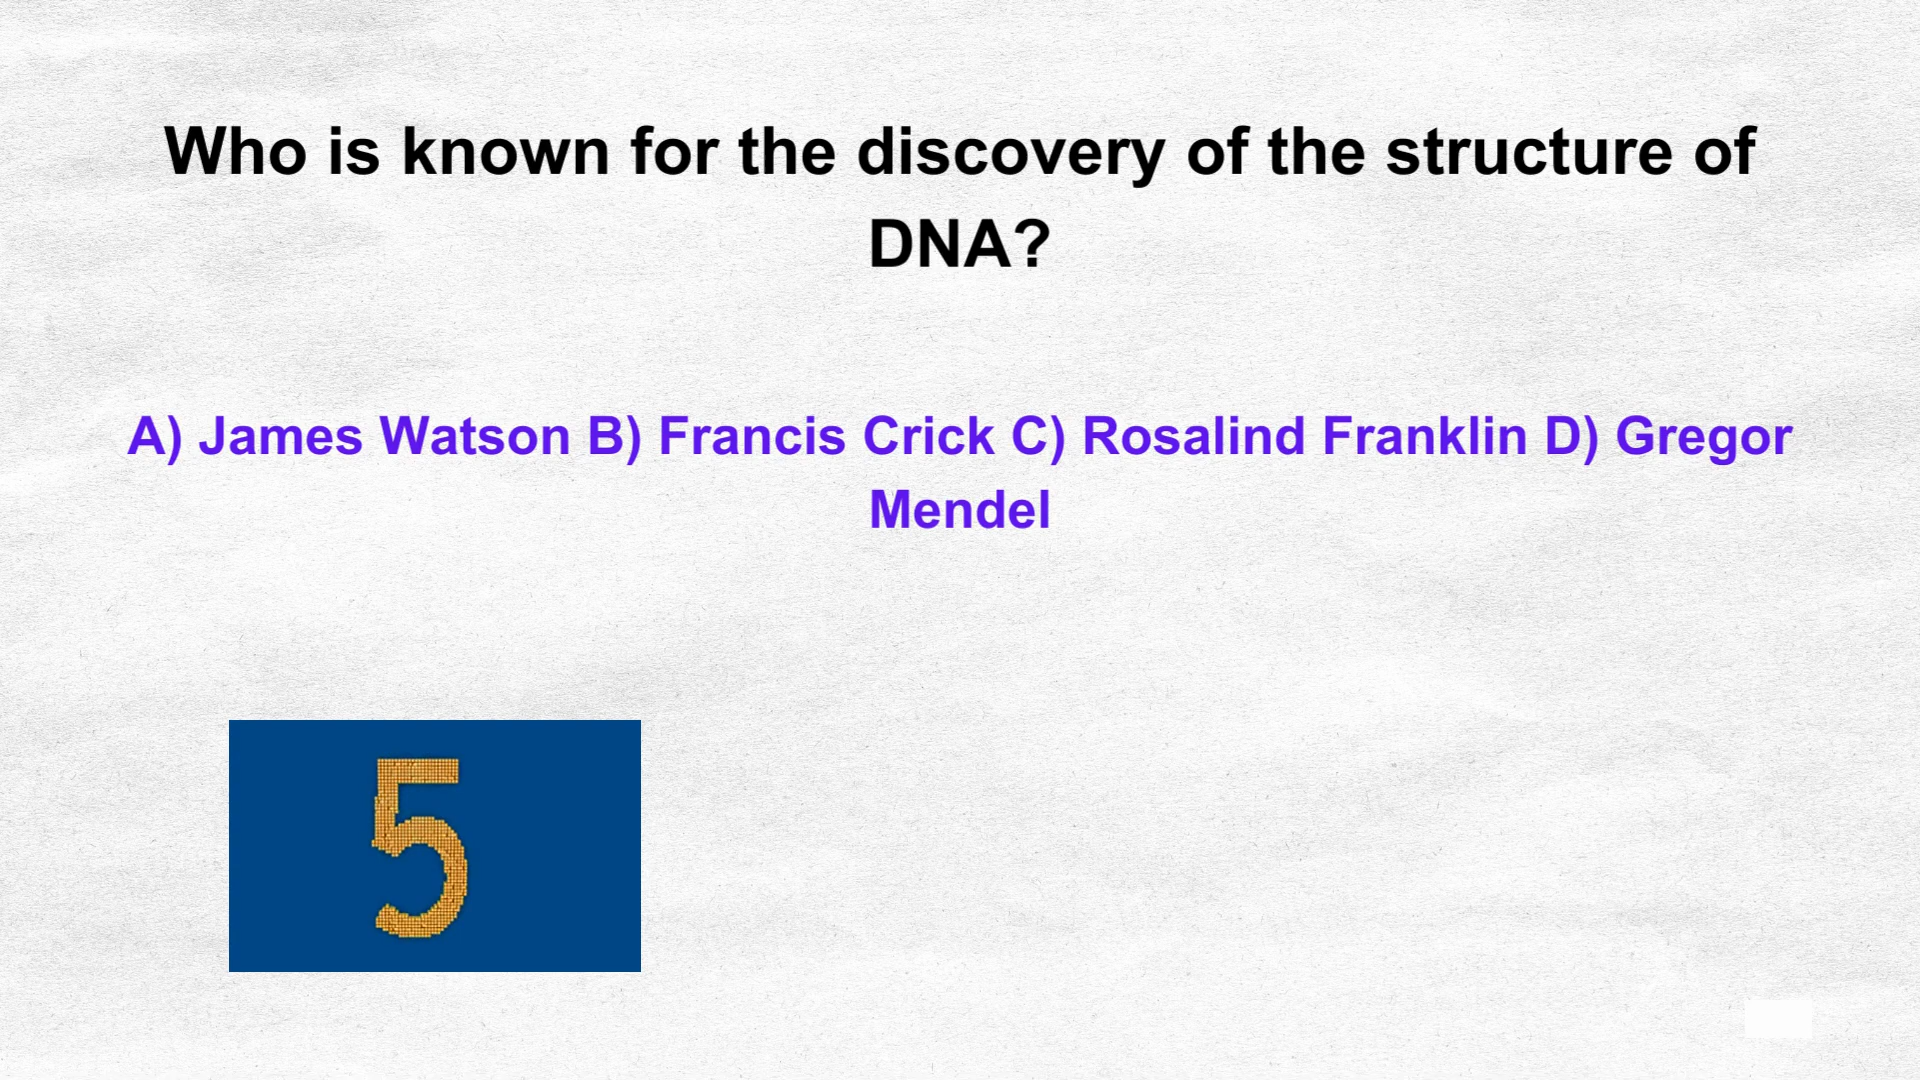 Who is known for the discovery of the structure of
DNA?
A) James Watson B) Francis Crick C) Rosalind Franklin D) Gregor
Mendel
5